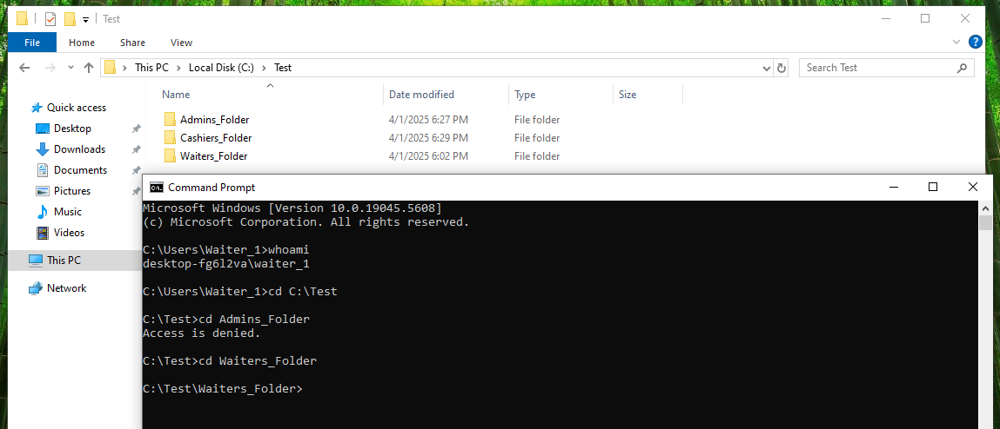 Test
File Home Share View
This PC Local Disk (C:) Test
Search Test
Name Date modified Type Size
Quick access
Desktop
Downloads
Documents
Pictures
Music
Videos
This PC
Network
Admins_Folder 4/1/2025 6:27 PM File folder
Cashiers_Folder 4/1/2025 6:29 PM File folder
Waiters_Folder 4/1/2025 6:02 PM File folder
Command Prompt
Microsoft Windows [Version 10.0.19045.5608]
(c) Microsoft Corporation. All rights reserved.
C:\Users\Waiter_1>whoami
desktop-fg6l2va\waiter_1
C:\Users\Waiter_1>cd C:\Test
C:\Test>cd Admins_Folder
Access is denied.
C:\Test>cd Waiters_Folder
C:\Test\Waiters_Folder>